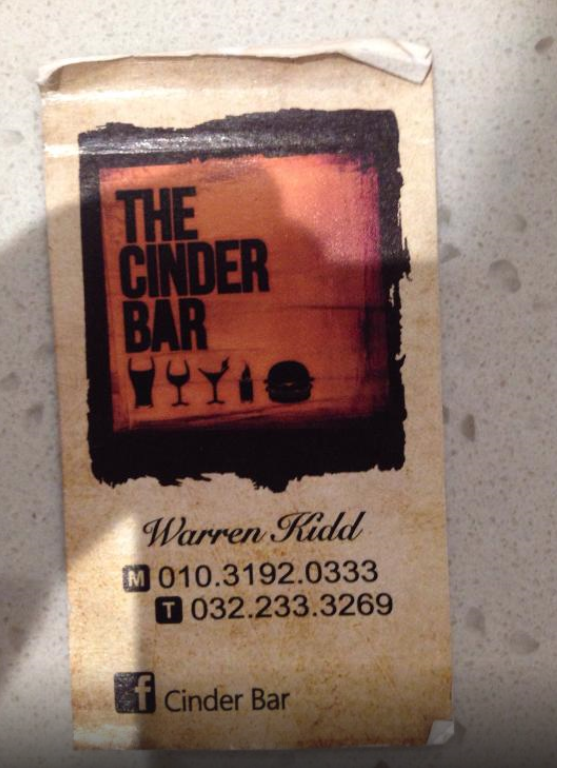 THE
CINDER
BAR
Warren Kidd
M 010.3192.0333
T 032.233.3269
f Cinder Bar